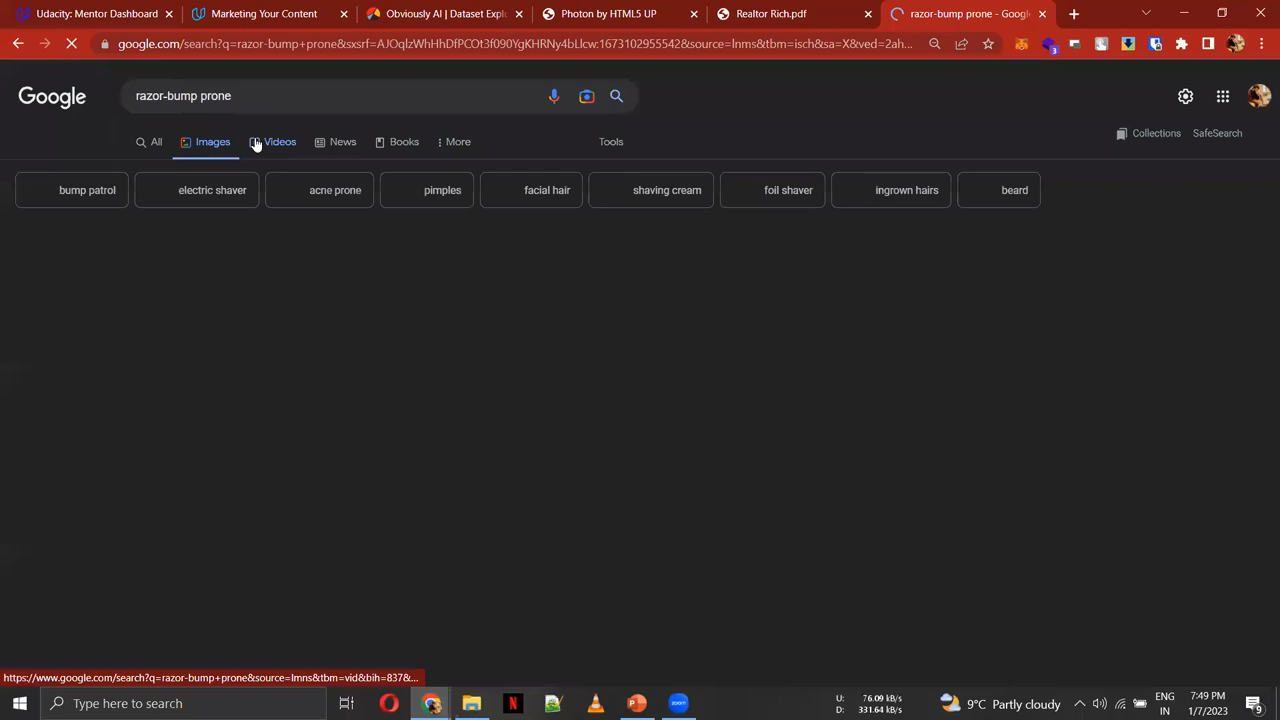 Udacity: Mentor Dashboard
Marketing Your Content
Obviously AI | Dataset Expl
Photon by HTML5 UP
Realtor Rich.pdf
razor-bump prone - Googl
google.com/search?q=razor-bump+prone&sxsrf=AJOqlzWhHhDfPCOt3f090YgKHRNy4bLlcw:1673102955542&source=lnms&tbm=isch&sa=X&ved=2ah...
3
Google
razor-bump prone
All
Images
Videos
News
Books
More
Tools
Collections
SafeSearch
bump patrol
electric shaver
acne prone
pimples
facial hair
shaving cream
foil shaver
ingrown hairs
beard
https://www.google.com/search?q=razor-bump+prone&source=lmns&tbm=vid&bih=837&...
Type here to search
U: 76.09 kB/s
D: 331.64 kB/s
9°C Partly cloudy
ENG
IN
7:49 PM
1/7/2023
9